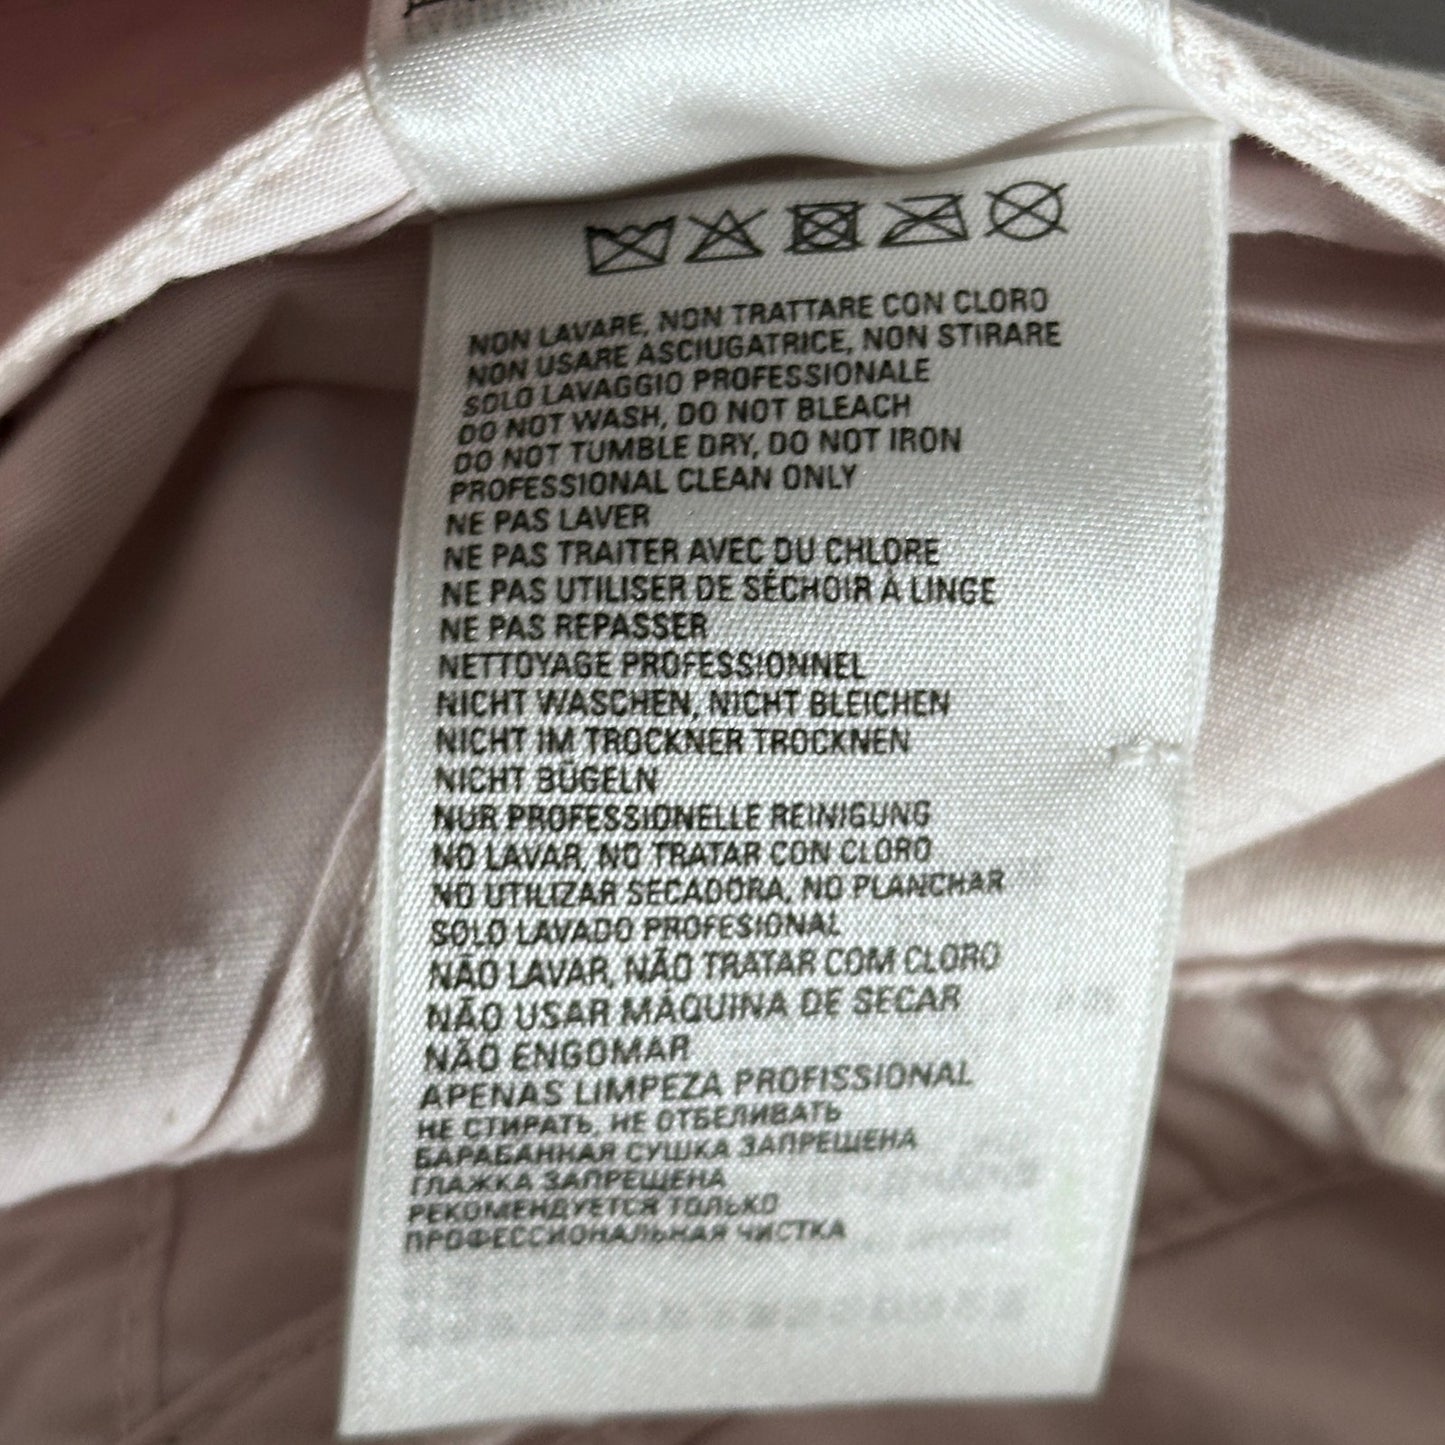 NON LAVARE, NON TRATTARE CON CLORO
NON USARE ASCIUGATRICE, NON STIRARE
SOLO LAVAGGIO PROFESSIONALE
DO NOT WASH, DO NOT BLEACH
DO NOT TUMBLE DRY, DO NOT IRON
PROFESSIONAL CLEAN ONLY
NE PAS LAVER
NE PAS TRAITER AVEC DU CHLORE
NE PAS UTILISER DE SÉCHOIR À LINGE
NE PAS REPASSER
NETTOYAGE PROFESSIONNEL
NICHT WASCHEN, NICHT BLEICHEN
NICHT IM TROCKNER TROCKNEN
NICHT BÜGELN
NUR PROFESSIONELLE REINIGUNG
NO LAVAR, NO TRATAR CON CLORO
NO UTILIZAR SECADORA, NO PLANCHAR
SOLO LAVADO PROFESIONAL
NÃO LAVAR, NÃO TRATAR COM CLORO
NÃO USAR MÁQUINA DE SECAR
NÃO ENGOMAR
APENAS LIMPEZA PROFISSIONAL
НЕ СТИРАТЬ, НЕ ОТБЕЛИВАТЬ
БАРАБАННАЯ СУШКА ЗАПРЕЩЕНА
ГЛАЖКА ЗАПРЕЩЕНА
РЕКОМЕНДУЕТСЯ ТОЛЬКО
ПРОФЕССИОНАЛЬНАЯ ЧИСТКА